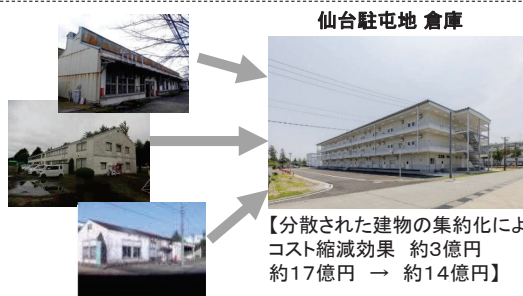 仙台駐屯地 倉庫
【分散された建物の集約化によ
コスト縮減効果 約3億円
約17億円 → 約14億円】